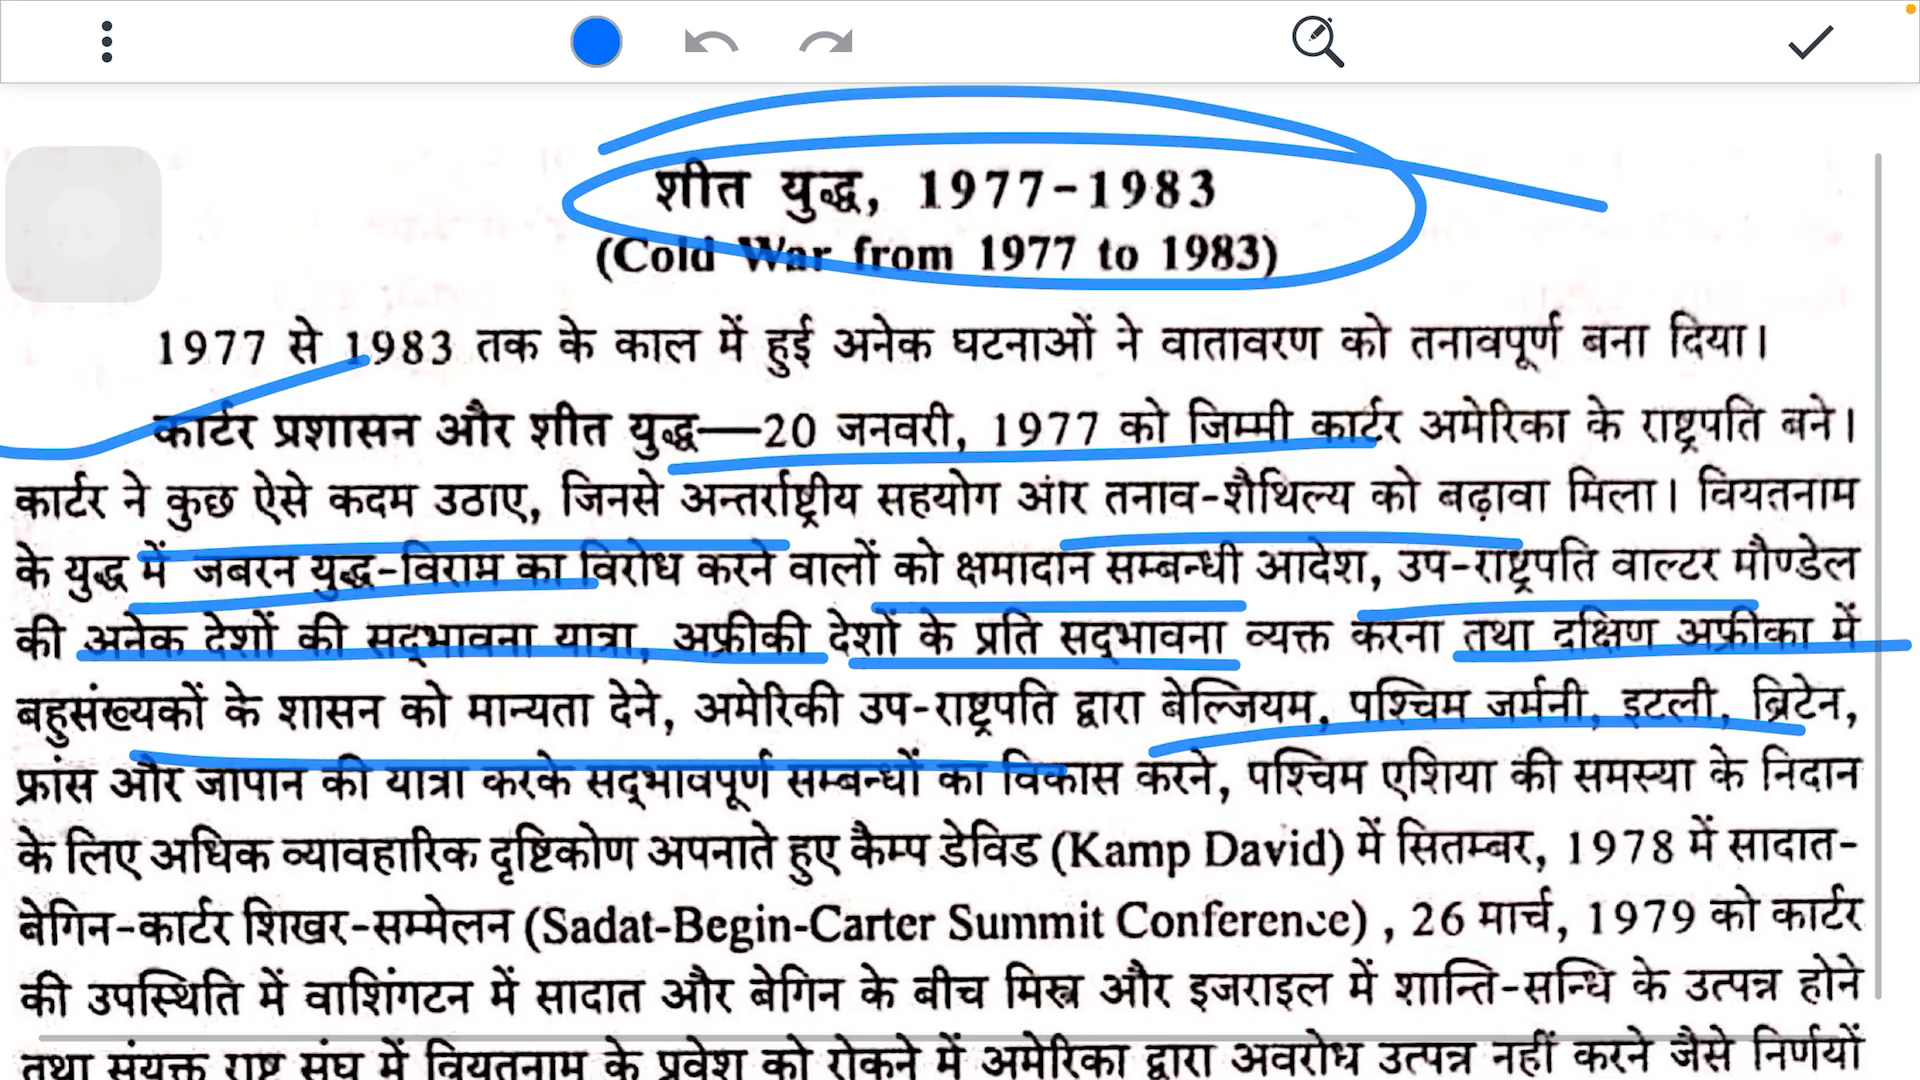 शीत युद्ध, 1977-1983
(Cold War from 1977 to 1983)
1977 से 1983 तक के काल में हुई अनेक घटनाओं ने वातावरण को तनावपूर्ण बना दिया।
कार्टर प्रशासन और शीत युद्ध—20 जनवरी, 1977 को जिम्मी कार्टर अमेरिका के राष्ट्रपति बने।
कार्टर ने कुछ ऐसे कदम उठाए, जिनसे अन्तर्राष्ट्रीय सहयोग और तनाव-शैथिल्य को बढ़ावा मिला। वियतनाम
के युद्ध में जबरन युद्ध-विराम का विरोध करने वालों को क्षमादान सम्बन्धी आदेश, उप-राष्ट्रपति वाल्टर मौण्डेल
की अनेक देशों की सद्भावना यात्रा, अफ्रीकी देशों के प्रति सद्भावना व्यक्त करना तथा दक्षिण अफ्रीका में
बहुसंख्यकों के शासन को मान्यता देने, अमेरिकी उप-राष्ट्रपति द्वारा बेल्जियम, पश्चिम जर्मनी, इटली, ब्रिटेन,
फ्रांस और जापान की यात्रा करके सद्भावपूर्ण सम्बन्धों का विकास करने, पश्चिम एशिया की समस्या के निदान
के लिए अधिक व्यावहारिक दृष्टिकोण अपनाते हुए कैम्प डेविड (Kamp David) में सितम्बर, 1978 में सादात-
बेगिन-कार्टर शिखर-सम्मेलन (Sadat-Begin-Carter Summit Conference) , 26 मार्च, 1979 को कार्टर
की उपस्थिति में वाशिंगटन में सादात और बेगिन के बीच मिस्र और इजराइल में शान्ति-सन्धि के उत्पन्न होने
तथा संयुक्त राष्ट्र संघ में वियतनाम के प्रवेश को रोकने में अमेरिका द्वारा अवरोध उत्पन्न नहीं करने जैसे निर्णयों